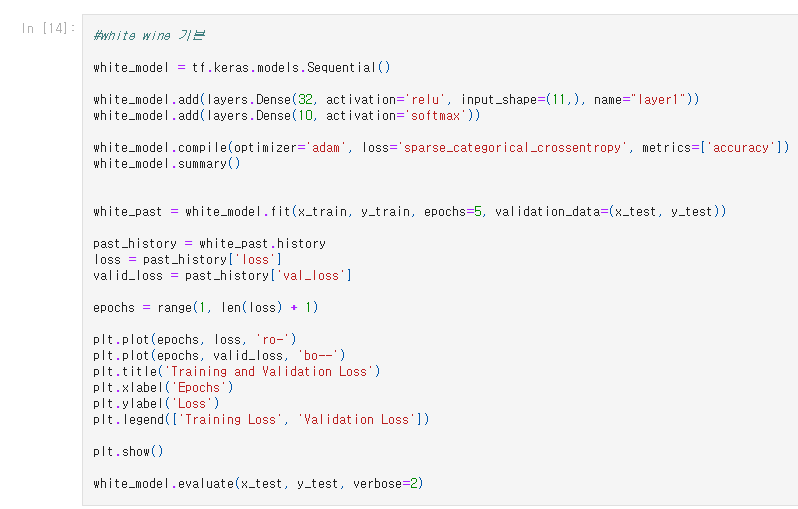 In [14]:
#white wine 기본
white_model = tf.keras.models.Sequential()
white_model.add(layers.Dense(32, activation='relu', input_shape=(11,), name="layer1"))
white_model.add(layers.Dense(10, activation='softmax'))
white_model.compile(optimizer='adam', loss='sparse_categorical_crossentropy', metrics=['accuracy'])
white_model.summary()
white_past = white_model.fit(x_train, y_train, epochs=5, validation_data=(x_test, y_test))
past_history = white_past.history
loss = past_history['loss']
valid_loss = past_history['val_loss']
epochs = range(1, len(loss) + 1)
plt.plot(epochs, loss, 'ro-')
plt.plot(epochs, valid_loss, 'bo--')
plt.title('Training and Validation Loss')
plt.xlabel('Epochs')
plt.ylabel('Loss')
plt.legend(['Training Loss', 'Validation Loss'])
plt.show()
white_model.evaluate(x_test, y_test, verbose=2)